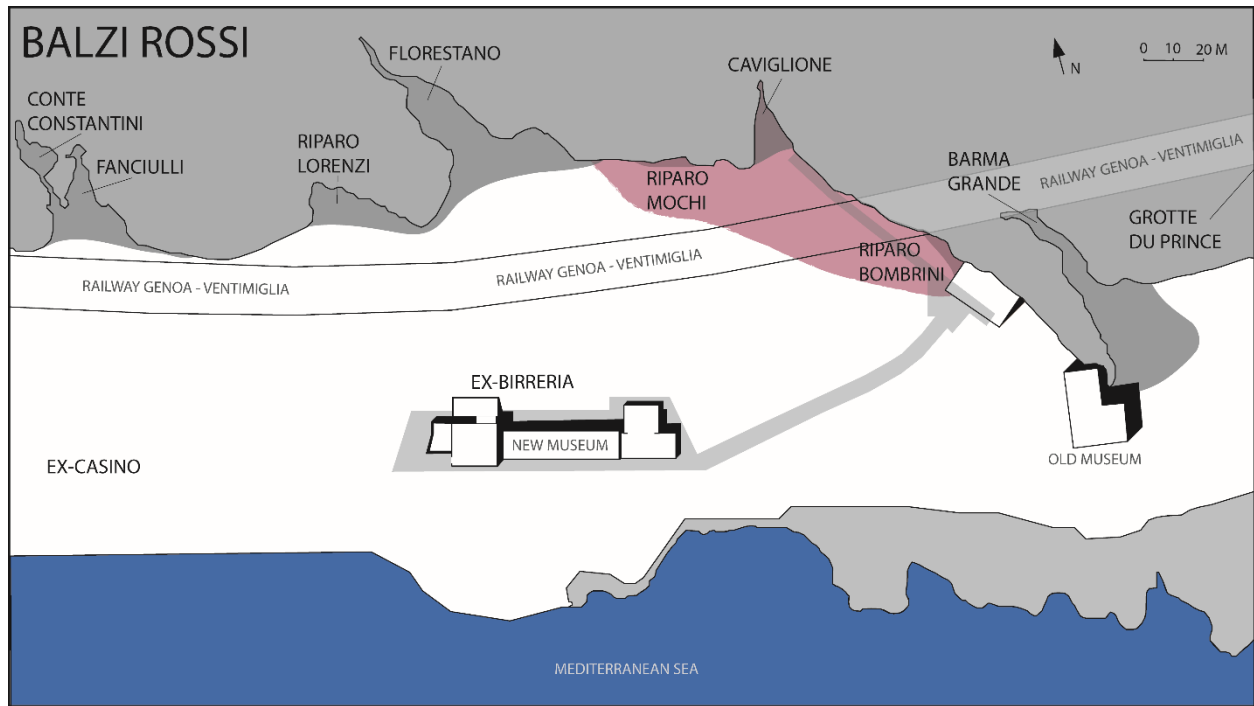 BALZI ROSSI
CONTE
CONSTANTINI
FANCIULLI
RIPARO
LORENZI
FLORESTANO
CAVIGLIONE
N
0 10 20 M
RIPARO
MOCHI
BARMA
GRANDE
RAILWAY GENOA - VENTIMIGLIA
GROTTE
DU PRINCE
RIPARO
BOMBRINI
RAILWAY GENOA - VENTIMIGLIA
RAILWAY GENOA - VENTIMIGLIA
EX-BIRRERIA
NEW MUSEUM
EX-CASINO
OLD MUSEUM
MEDITERRANEAN SEA